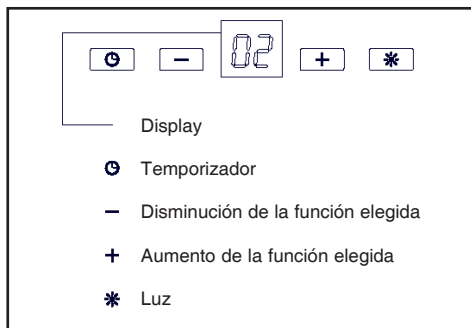 02
Display
Temporizador
− Disminución de la función elegida
+ Aumento de la función elegida
Luz